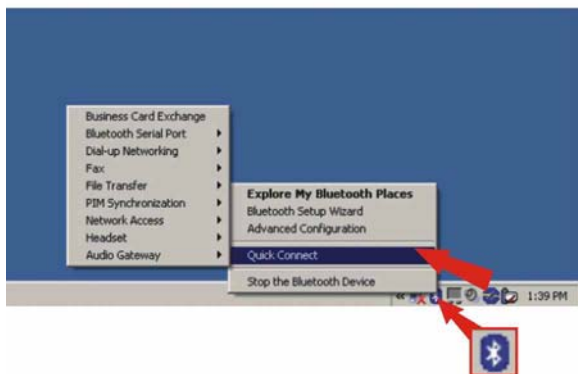 Business Card Exchange
Bluetooth Serial Port
Dial-up Networking
Fax
File Transfer
PIM Synchronization
Network Access
Headset
Audio Gateway
Explore My Bluetooth Places
Bluetooth Setup Wizard
Advanced Configuration
Quick Connect
Stop the Bluetooth Device
1:39 PM